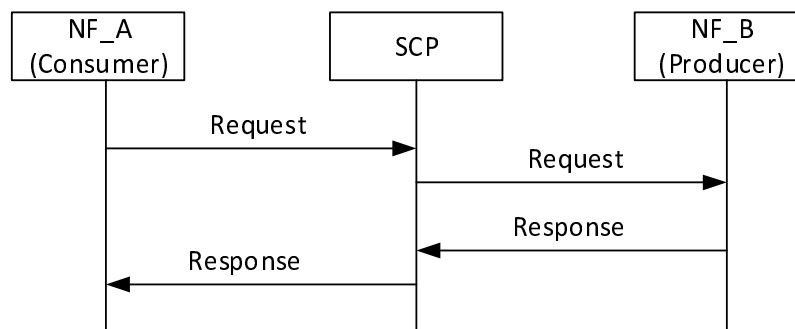 NF_A
(Consumer)
SCP
NF_B
(Producer)
Request
Request
Response
Response